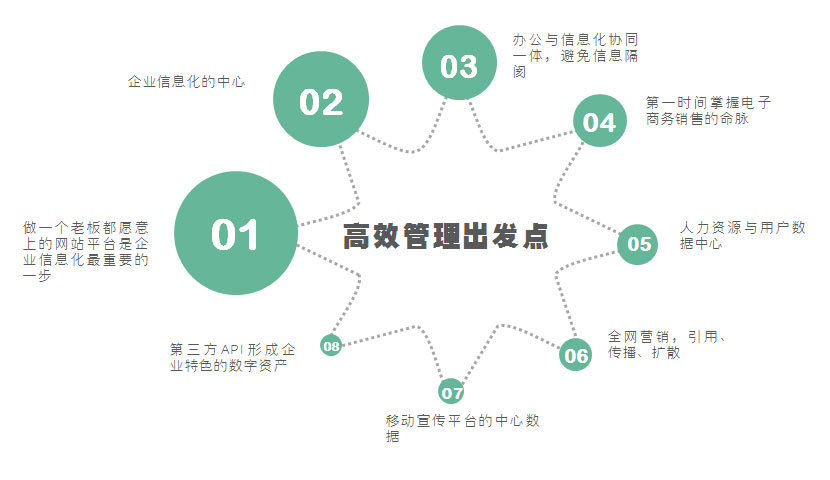 01
做一个老板都愿意
上的网站平台是企
业信息化最重要的
一步
02
企业信息化的中心
03
办公与信息化协同
一体，避免信息隔
阂
04
第一时间掌握电子
商务销售的命脉
05
人力资源与用户数
据中心
06
全网营销，引用、
传播、扩散
07
移动宣传平台的中心数
据
08
第三方API形成企
业特色的数字资产
高效管理出发点